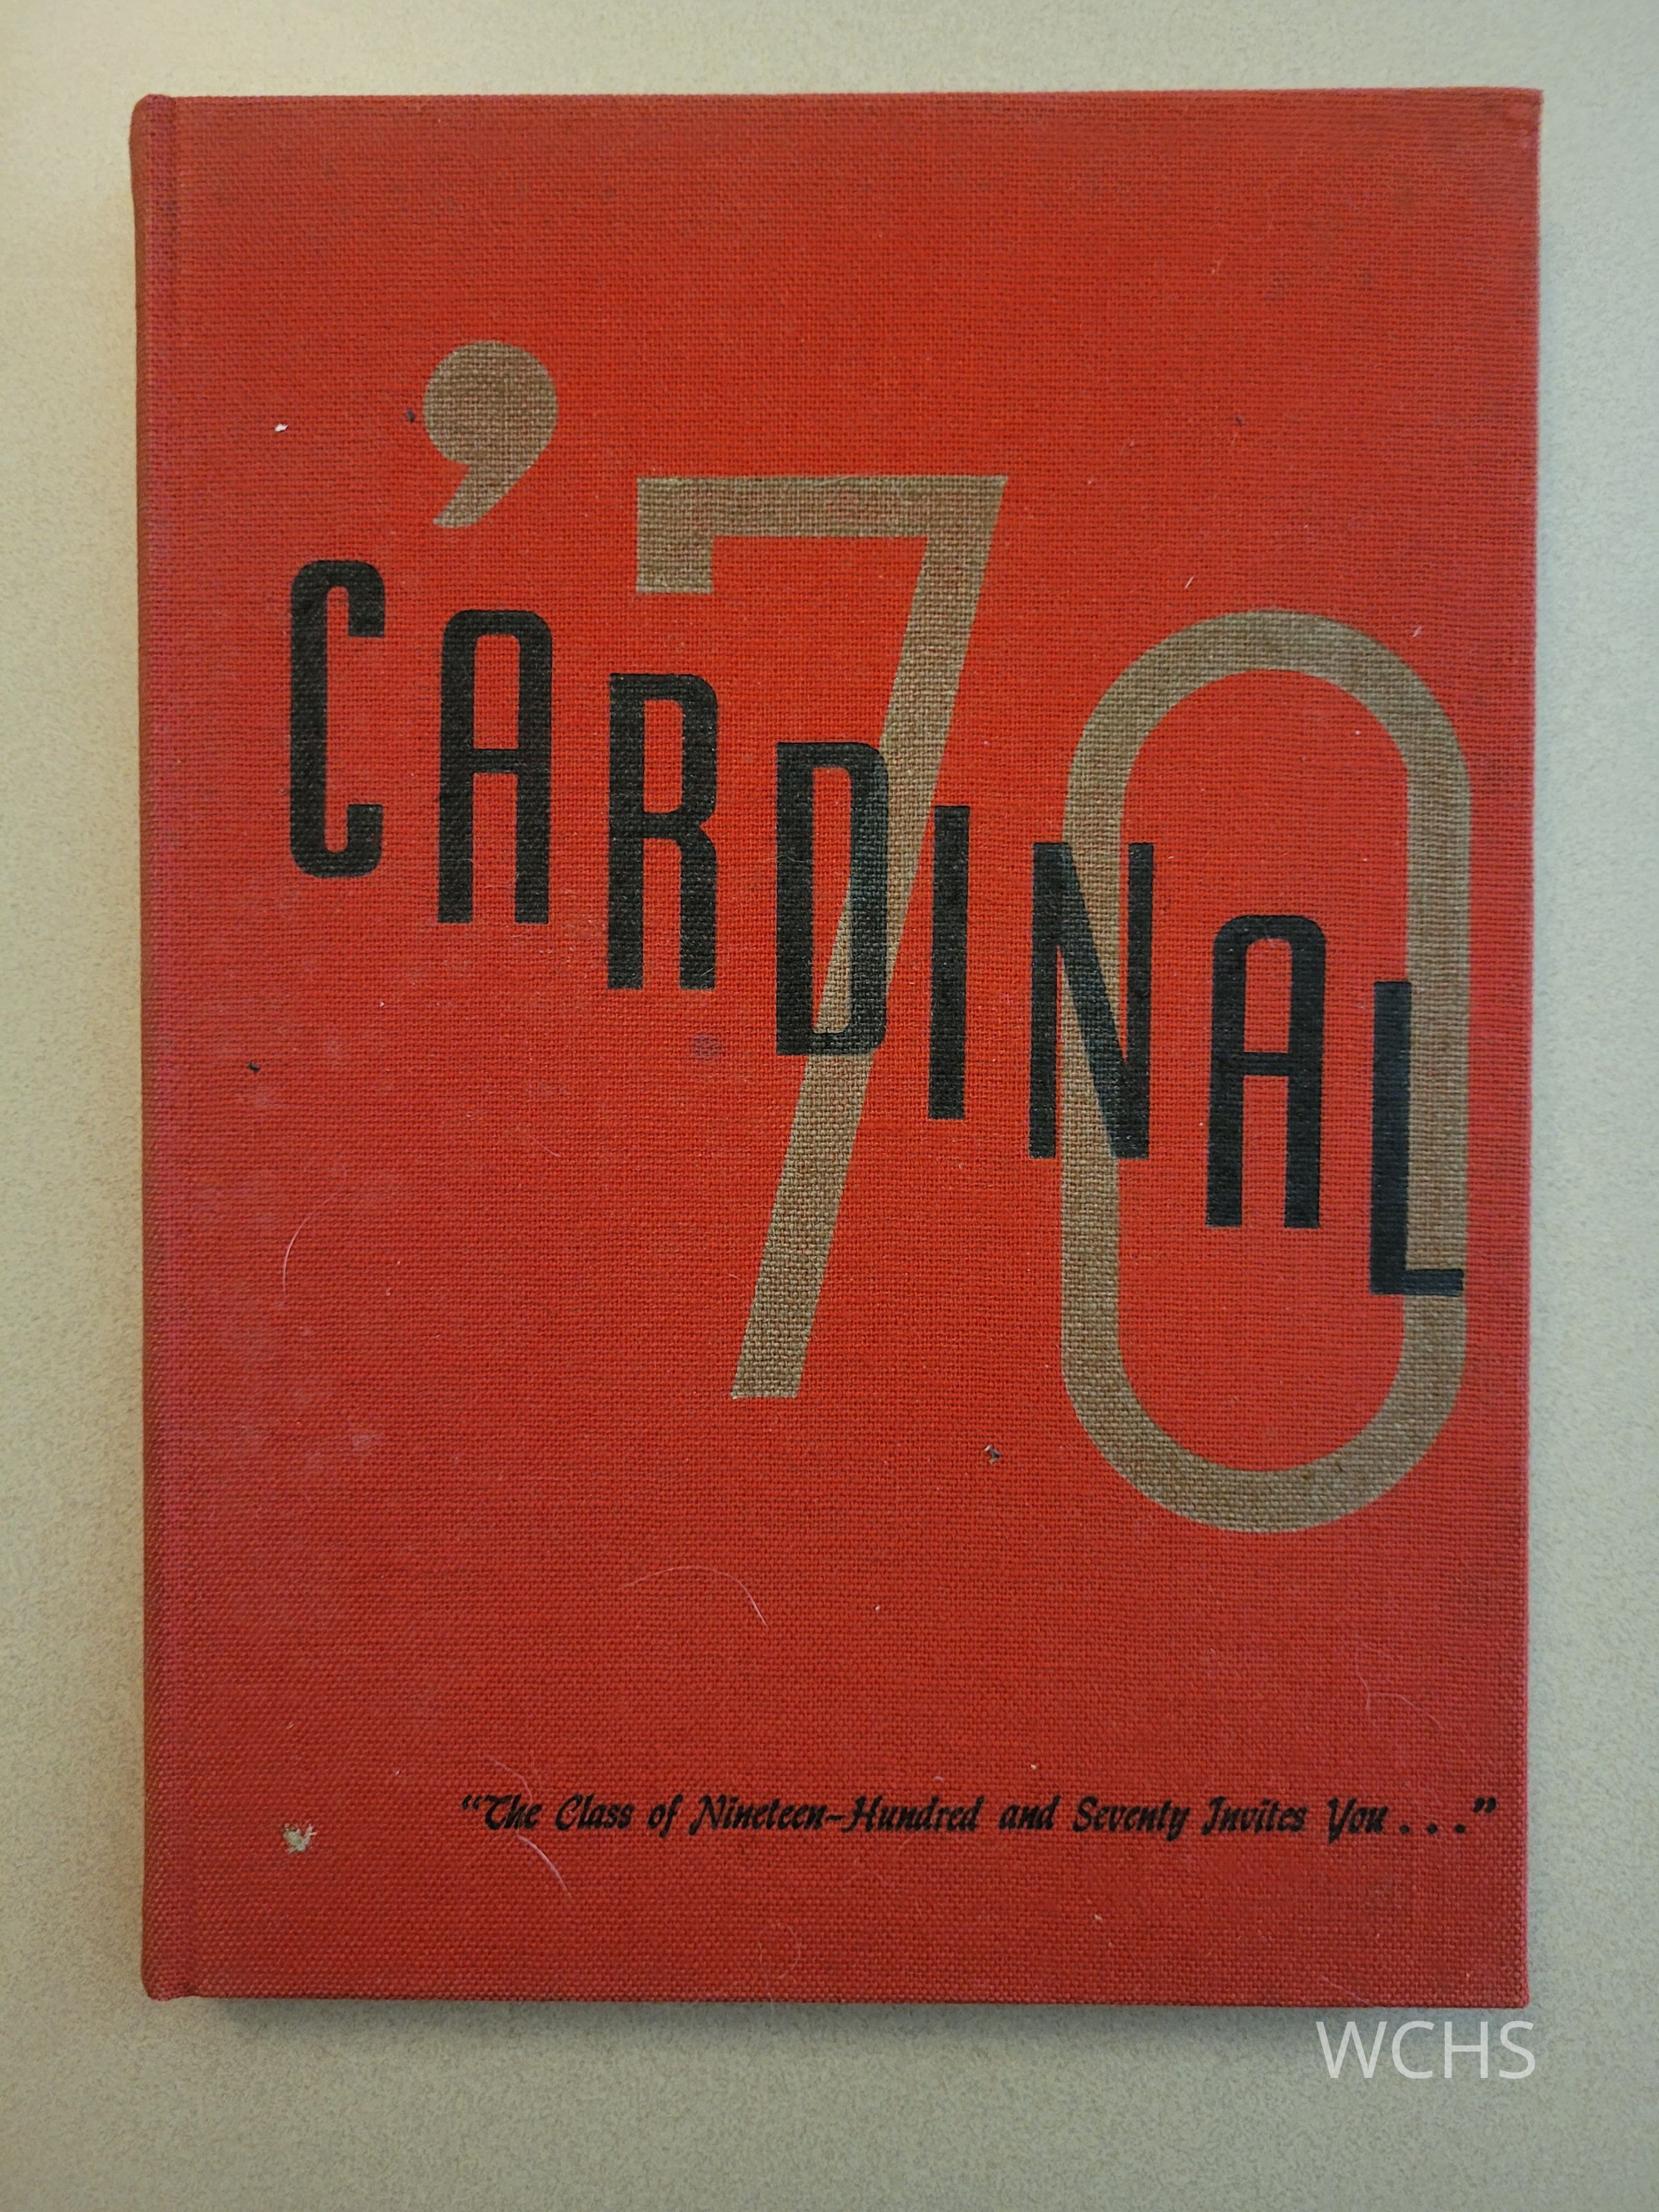 '70
CARDINAL
“The Class of Nineteen-Hundred and Seventy Invites You . . .”
WCHS